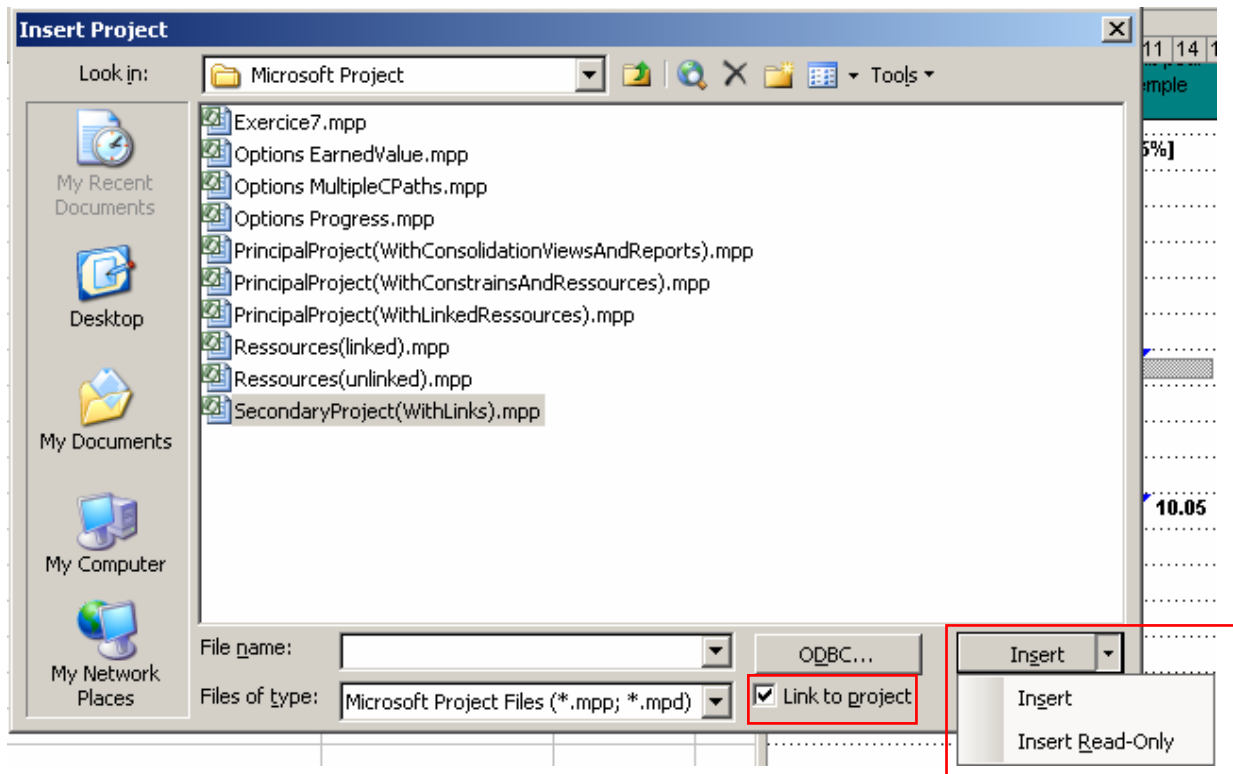 Insert Project
Look in:
Microsoft Project
Tools
11 14 1
emple
My Recent
Documents
Desktop
My Documents
My Computer
My Network
Places
Exercice7.mpp
Options EarnedValue.mpp
Options MultipleCPaths.mpp
Options Progress.mpp
PrincipalProject(WithConsolidationViewsAndReports).mpp
PrincipalProject(WithConstrainsAndRessources).mpp
PrincipalProject(WithLinkedRessources).mpp
Ressources(linked).mpp
Ressources(unlinked).mpp
SecondaryProject(WithLinks).mpp
5%]
10.05
File name:
ODBC...
Insert
Files of type:
Microsoft Project Files (*.mpp; *.mpd)
Link to project
Insert
Insert Read-Only